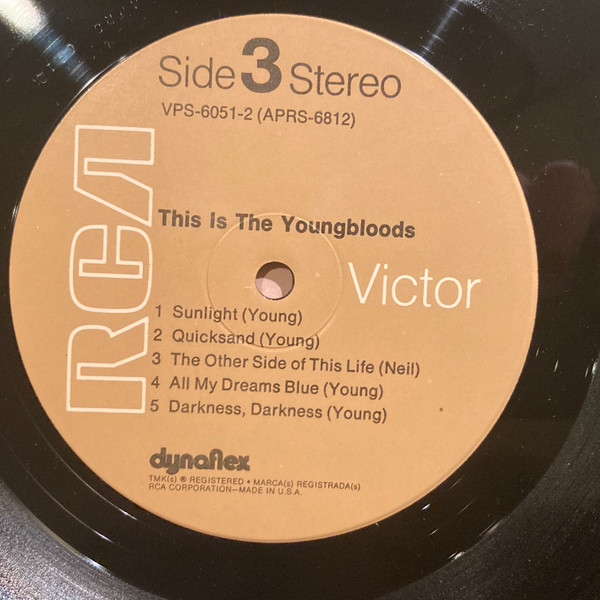 Side 3 Stereo
VPS-6051-2 (APRS-6812)
RCA
This Is The Youngbloods
Victor
1 Sunlight (Young)
2 Quicksand (Young)
3 The Other Side of This Life (Neil)
4 All My Dreams Blue (Young)
5 Darkness, Darkness (Young)
dynaflex
TMK(s) ® REGISTERED • MARCA(s) REGISTRADA(s)
RCA CORPORATION—MADE IN U.S.A.